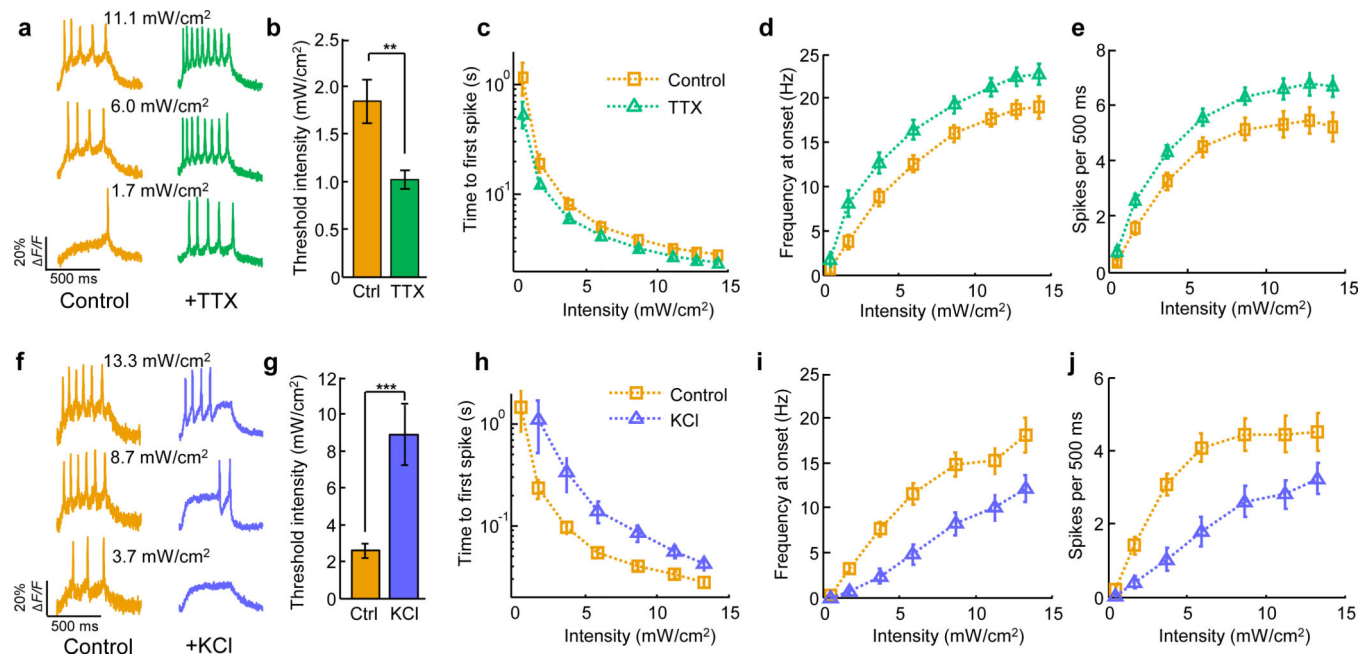 a
11.1 mW/cm²
6.0 mW/cm²
1.7 mW/cm²
20%
ΔF/F
500 ms
Control
+TTX
b
**
Threshold intensity (mW/cm²)
2.5
2.0
1.5
1.0
0.5
0
Ctrl TTX
c
Control
TTX
Time to first spike (s)
10⁰
10⁻¹
0 5 10 15
Intensity (mW/cm²)
d
Frequency at onset (Hz)
25
20
15
10
5
0
0 5 10 15
Intensity (mW/cm²)
e
Spikes per 500 ms
8
6
4
2
0
0 5 10 15
Intensity (mW/cm²)
f
13.3 mW/cm²
8.7 mW/cm²
3.7 mW/cm²
20%
ΔF/F
500 ms
Control
+KCl
g
***
Threshold intensity (mW/cm²)
12
10
8
6
4
2
0
Ctrl KCl
h
Control
KCl
Time to first spike (s)
10⁰
10⁻¹
0 5 10 15
Intensity (mW/cm²)
i
Frequency at onset (Hz)
25
20
15
10
5
0
0 5 10 15
Intensity (mW/cm²)
j
Spikes per 500 ms
6
4
2
0
0 5 10 15
Intensity (mW/cm²)